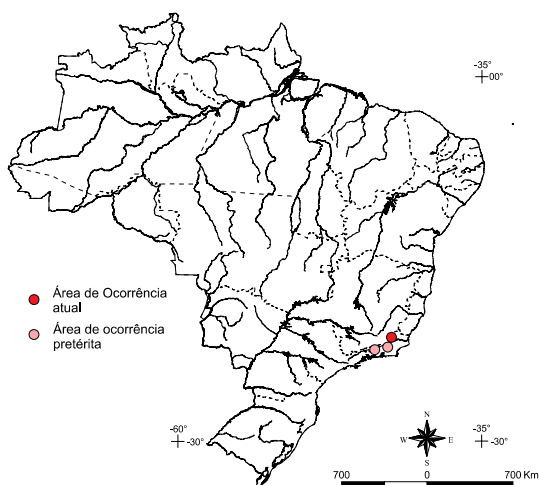 -35°
00°
Área de Ocorrência
atual
Área de ocorrência
pretérita
-60°
-30°
N
W
E
S
-35°
-30°
700
0
700 Km